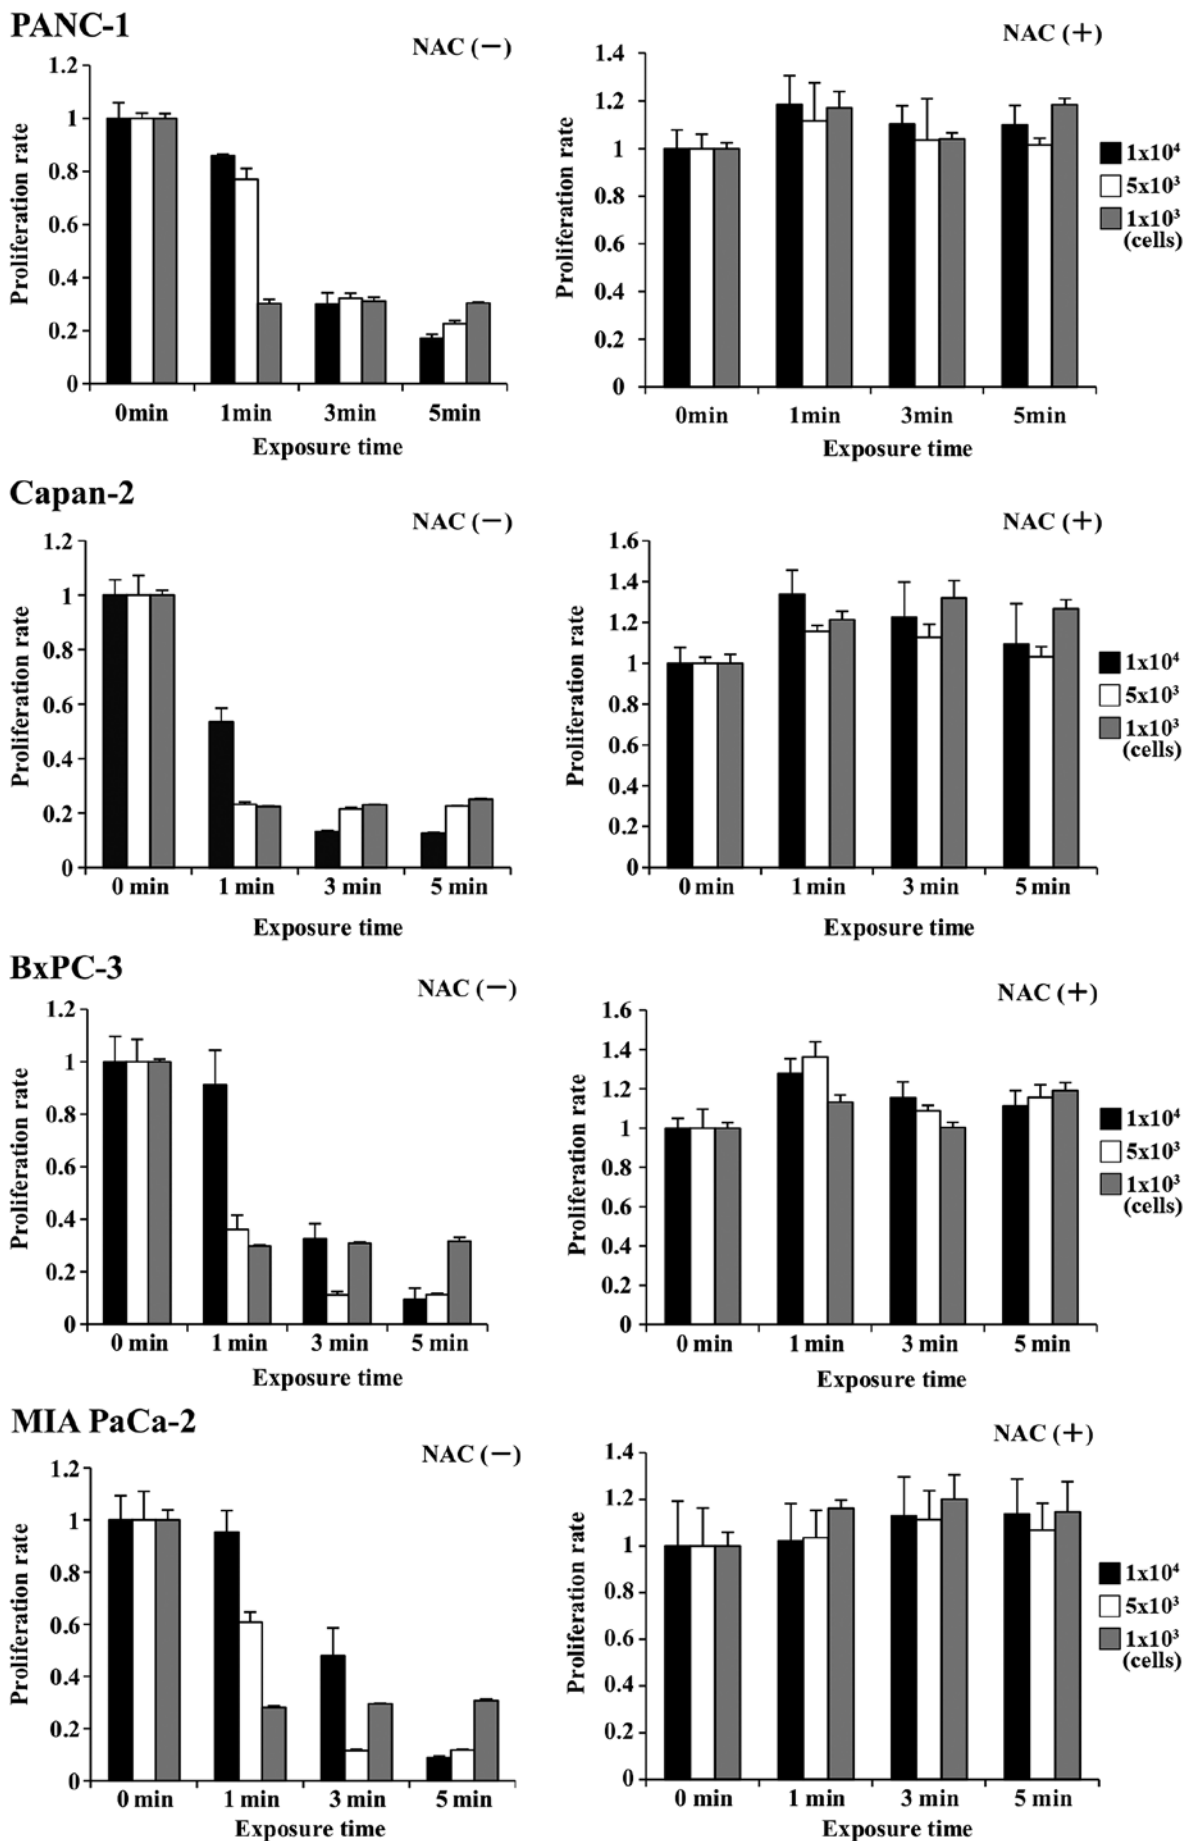 PANC-1
NAC (−)
1.2
1
0.8
0.6
0.4
0.2
0
Proliferation rate
0min 1min 3min 5min
Exposure time
NAC (+)
1.4
1.2
1
0.8
0.6
0.4
0.2
0
Proliferation rate
0min 1min 3min 5min
Exposure time
1x10⁴
5x10³
1x10³
(cells)
Capan-2
NAC (−)
1.2
1
0.8
0.6
0.4
0.2
0
Proliferation rate
0 min 1 min 3 min 5 min
Exposure time
NAC (+)
1.6
1.4
1.2
1
0.8
0.6
0.4
0.2
0
Proliferation rate
0 min 1 min 3 min 5 min
Exposure time
1x10⁴
5x10³
1x10³
(cells)
BxPC-3
NAC (−)
1.2
1
0.8
0.6
0.4
0.2
0
Proliferation rate
0 min 1 min 3 min 5 min
Exposure time
NAC (+)
1.6
1.4
1.2
1
0.8
0.6
0.4
0.2
0
Proliferation rate
0 min 1 min 3 min 5 min
Exposure time
1x10⁴
5x10³
1x10³
(cells)
MIA PaCa-2
NAC (−)
1.2
1
0.8
0.6
0.4
0.2
0
Proliferation rate
0 min 1 min 3 min 5 min
Exposure time
NAC (+)
1.4
1.2
1
0.8
0.6
0.4
0.2
0
Proliferation rate
0 min 1 min 3 min 5 min
Exposure time
1x10⁴
5x10³
1x10³
(cells)